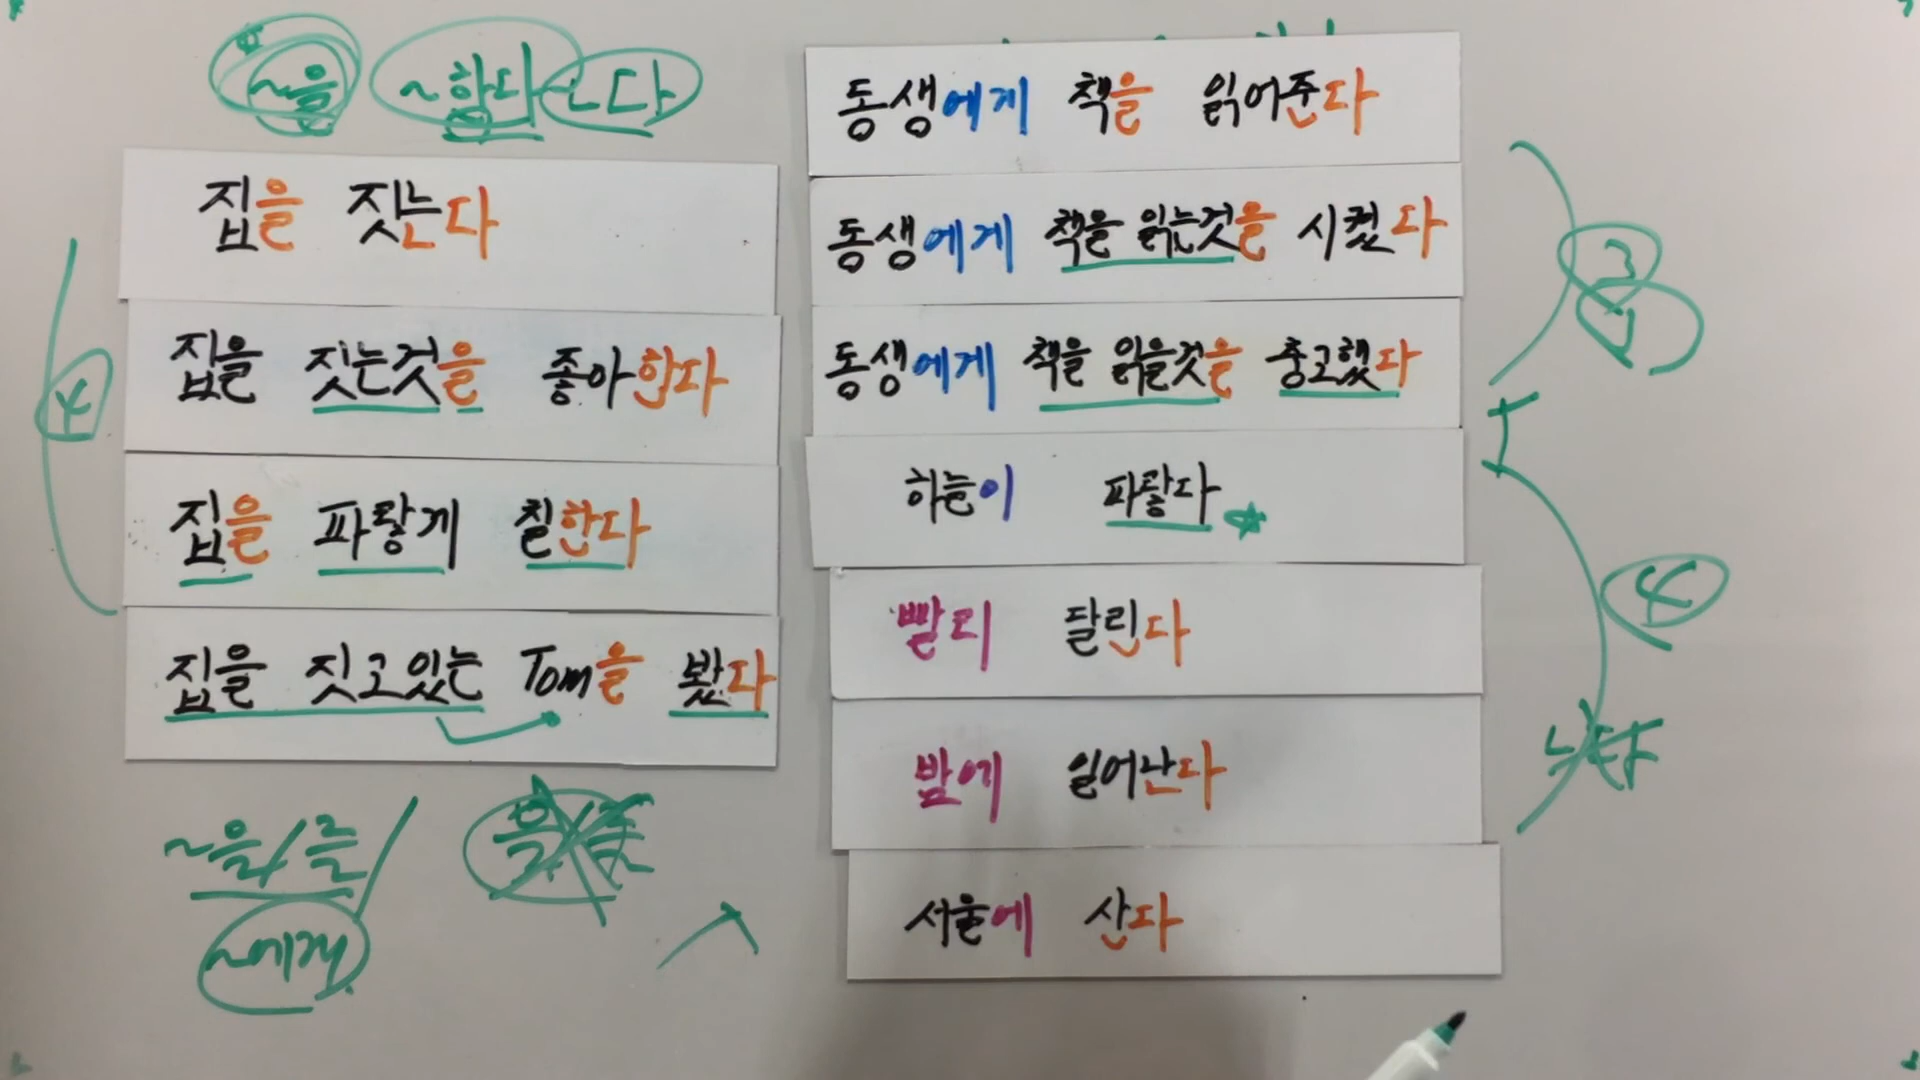 ~을 ~한다 ㄴ다
집을 짓는다
집을 짓는것을 좋아한다
집을 파랗게 칠한다
집을 짓고있는 Tom을 봤다
~을/를
~에게
4
동생에게 책을 읽어준다
동생에게 책을 읽는것을 시켰다
동생에게 책을 읽을것을 충고했다
하늘이 파랗다
빨리 달린다
밤에 일어난다
서울에 산다
3
4